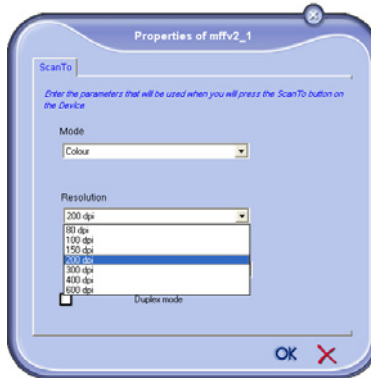 Properties of mffv2_1
ScanTo
Enter the parameters that will be used when you will press the ScanTo button on
the Device
Mode
Colour
Resolution
200 dpi
80 dpi
100 dpi
150 dpi
200 dpi
300 dpi
400 dpi
600 dpi
Duplex mode
OK